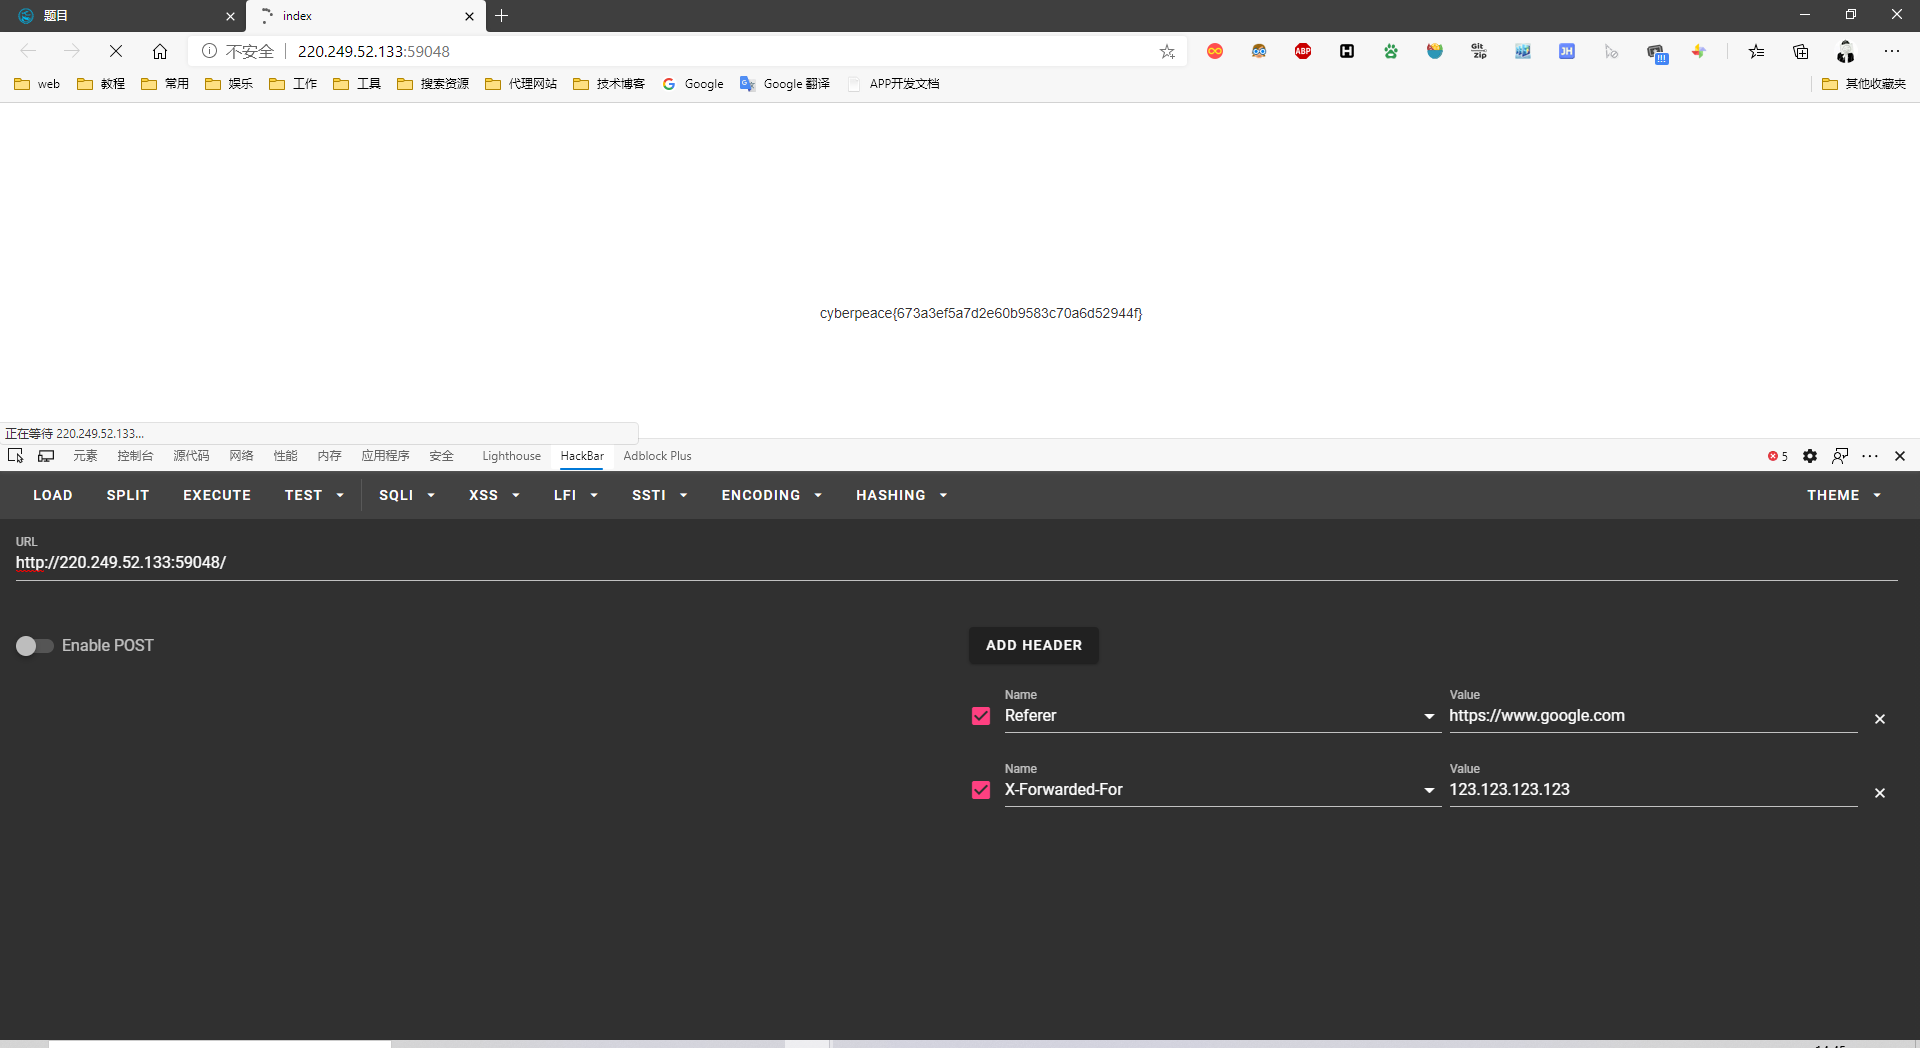 题目
index
不安全 220.249.52.133:59048
web 教程 常用 娱乐 工作 工具 搜索资源 代理网站 技术博客 Google Google 翻译 APP开发文档 其他收藏夹
cyberpeace{673a3ef5a7d2e60b9583c70a6d52944f}
正在等待 220.249.52.133...
元素 控制台 源代码 网络 性能 内存 应用程序 安全 Lighthouse HackBar Adblock Plus 5
LOAD SPLIT EXECUTE TEST SQLI XSS LFI SSTI ENCODING HASHING THEME
URL
http://220.249.52.133:59048/
Enable POST
ADD HEADER
Name Value
Referer https://www.google.com
Name Value
X-Forwarded-For 123.123.123.123